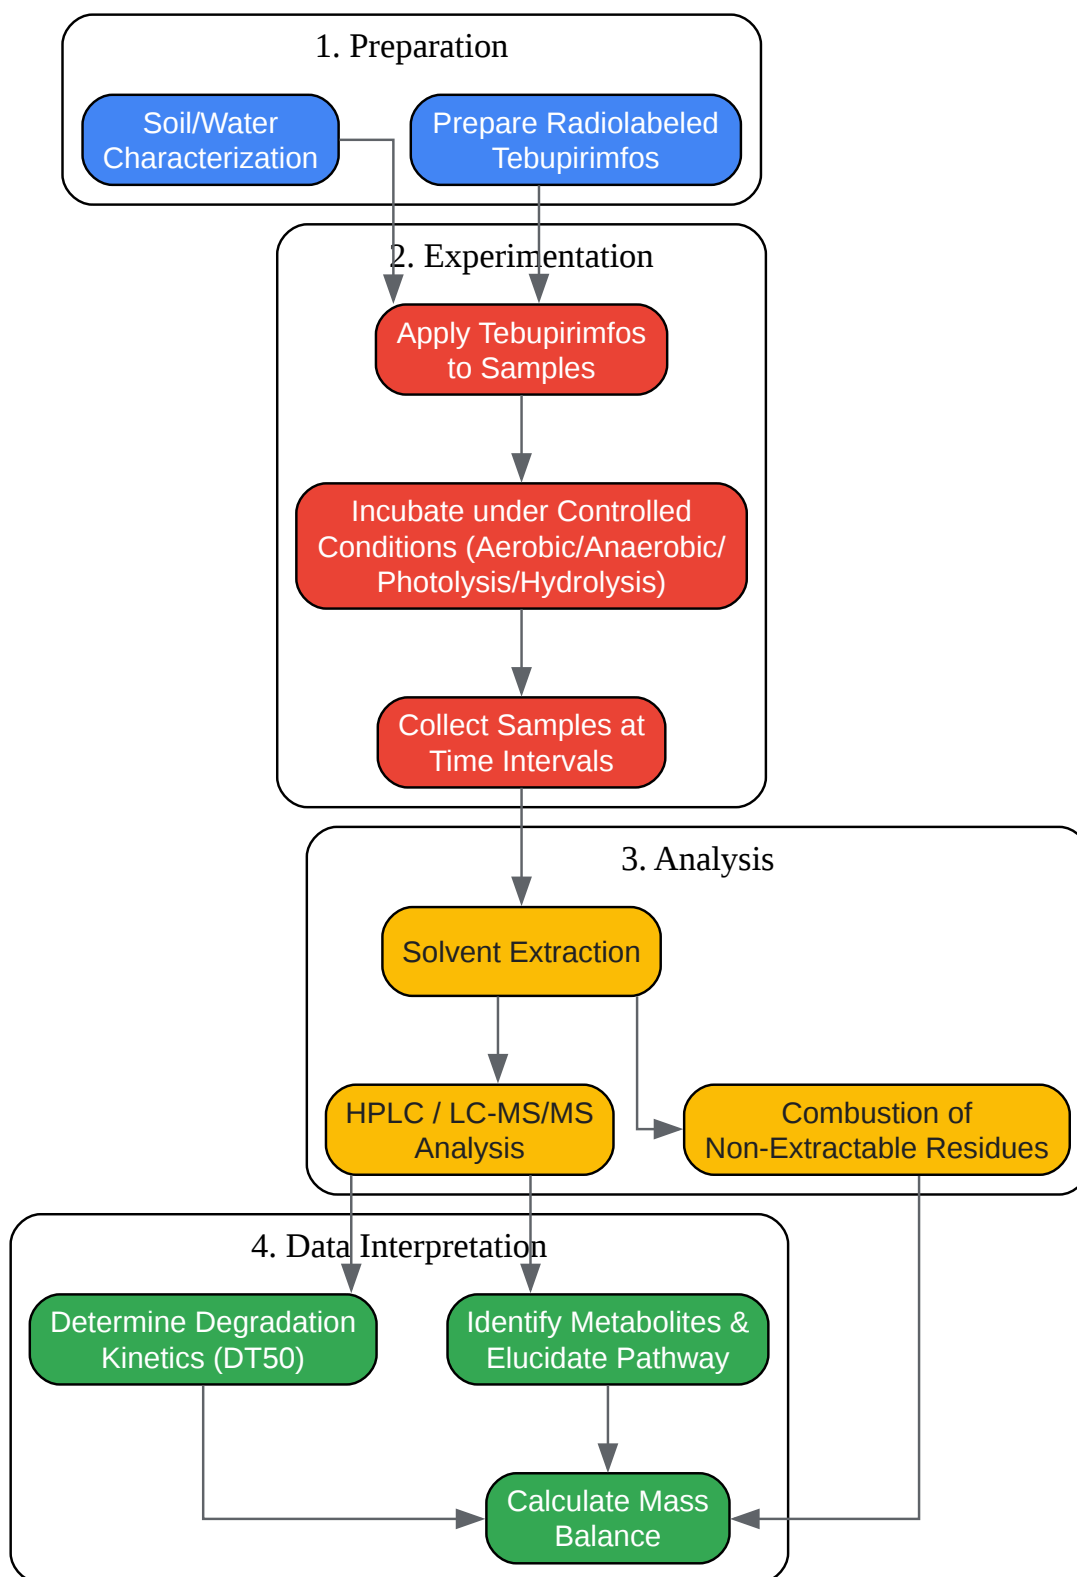 1. Preparation
Soil/Water
Characterization
Prepare Radiolabeled
Tebupirimfos
2. Experimentation
Apply Tebupirimfos
to Samples
Incubate under Controlled
Conditions (Aerobic/Anaerobic/
Photolysis/Hydrolysis)
Collect Samples at
Time Intervals
3. Analysis
Solvent Extraction
HPLC / LC-MS/MS
Analysis
Combustion of
Non-Extractable Residues
4. Data Interpretation
Determine Degradation
Kinetics (DT50)
Identify Metabolites &
Elucidate Pathway
Calculate Mass
Balance